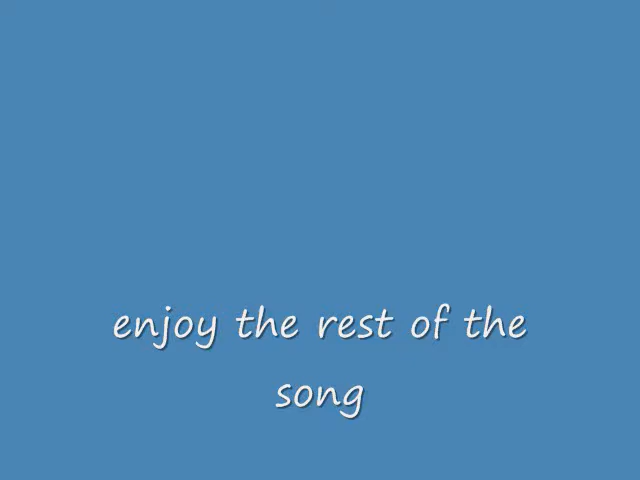 enjoy the rest of the
song